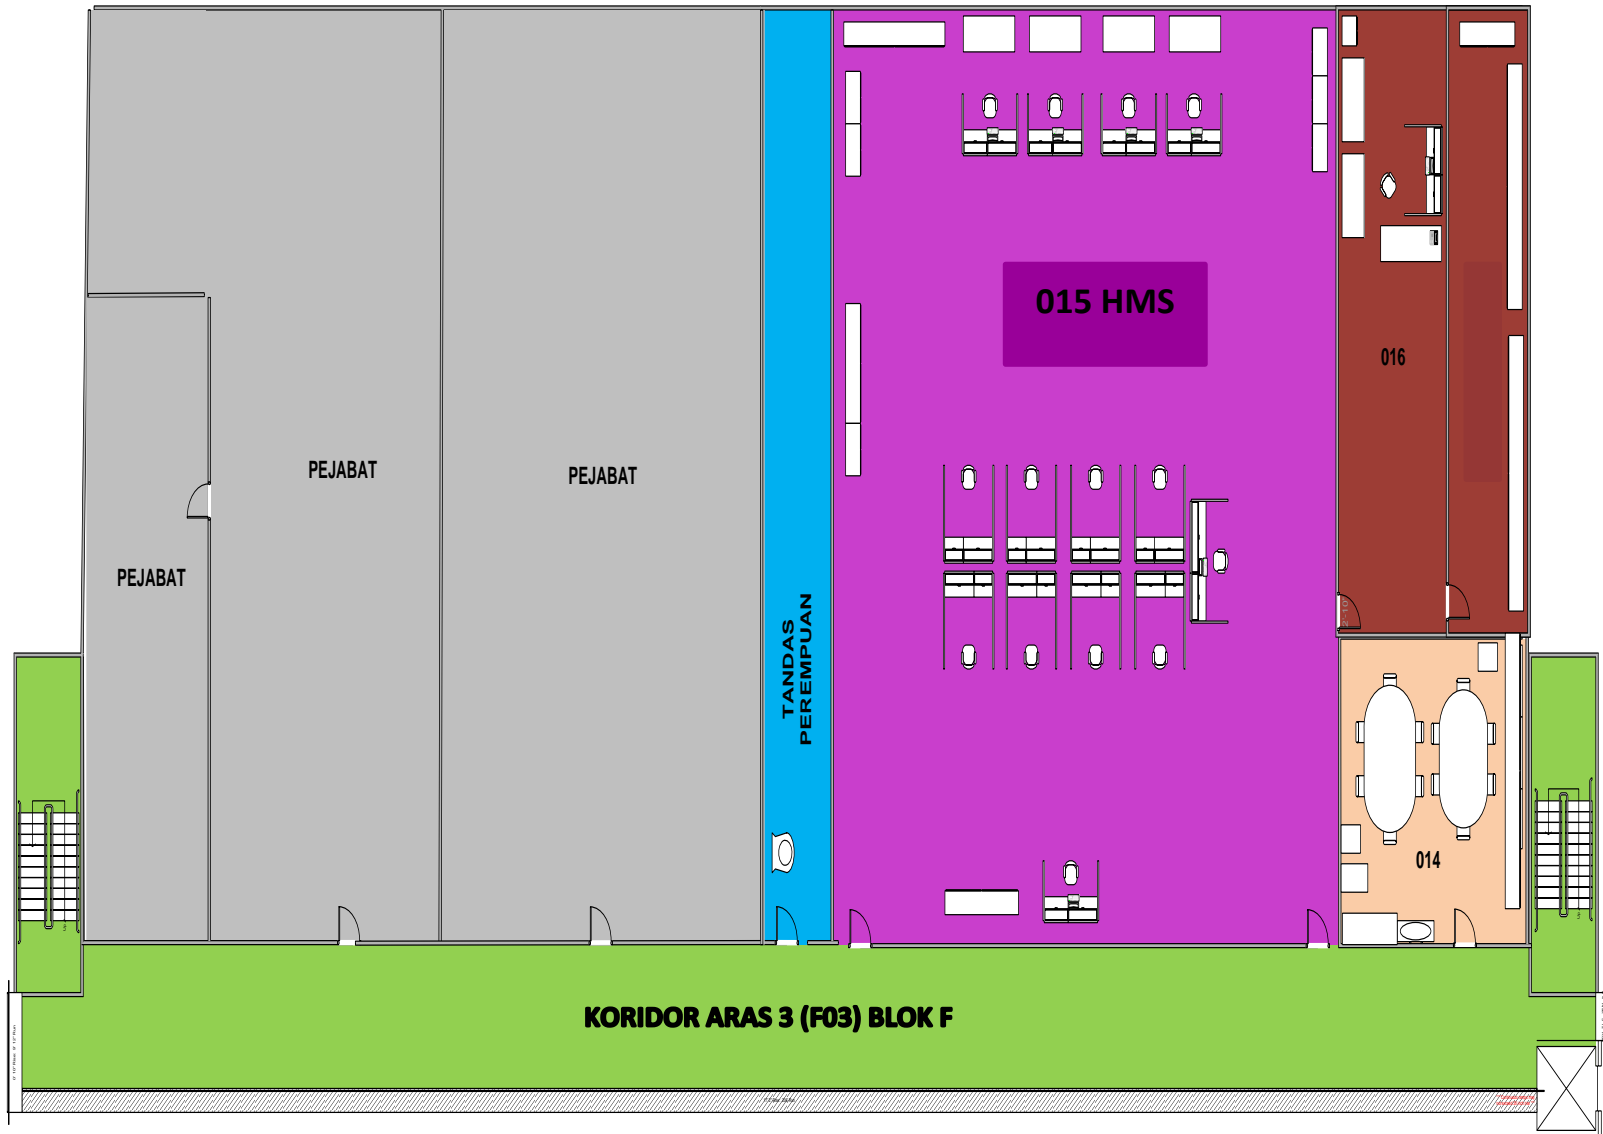 015 HMS
016
PEJABAT
PEJABAT
PEJABAT
TANDAS
PEREMPUAN
014
KORIDOR ARAS 3 (F03) BLOK F